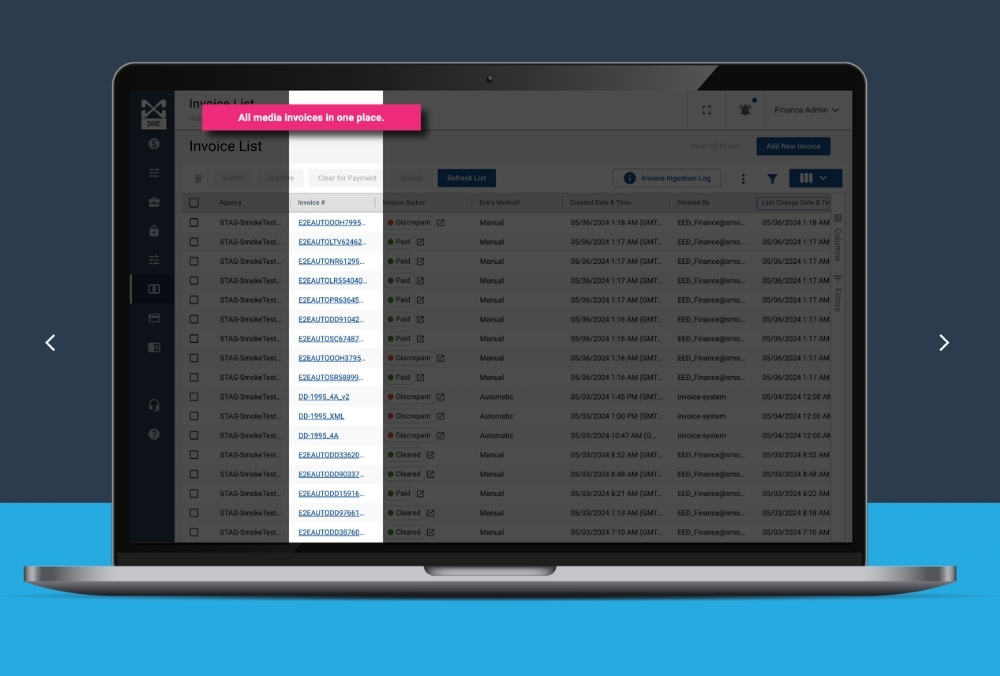 Invoice List
All media invoices in one place.
DRE
Finance Admin
Invoice List
Clear All Filters
Add New Invoice
Match
Approve
Clear for Payment
Unlock
Refresh List
Invoice Ingestion Log
Agency Invoice # Invoice Status Entry Method Created Date & Time Created By Last Change Date & Tim
STAG-SmokeTest... E2EAUTOOOH7995... Discrepant Manual 05/06/2024 1:18 AM (GMT... EED_Finance@smo... 05/06/2024 1:18 AM
STAG-SmokeTest... E2EAUTOLTV62462... Paid Manual 05/06/2024 1:17 AM (GMT... EED_Finance@smo... 05/06/2024 1:17 AM
STAG-SmokeTest... E2EAUTONR61295... Paid Manual 05/06/2024 1:17 AM (GMT... EED_Finance@smo... 05/06/2024 1:17 AM
STAG-SmokeTest... E2EAUTOLR554040... Paid Manual 05/06/2024 1:17 AM (GMT... EED_Finance@smo... 05/06/2024 1:17 AM
STAG-SmokeTest... E2EAUTOPR63645... Paid Manual 05/06/2024 1:17 AM (GMT... EED_Finance@smo... 05/06/2024 1:17 AM
STAG-SmokeTest... E2EAUTODD91042... Paid Manual 05/06/2024 1:16 AM (GMT... EED_Finance@smo... 05/06/2024 1:16 AM
STAG-SmokeTest... E2EAUTOSC67487... Paid Manual 05/06/2024 1:16 AM (GMT... EED_Finance@smo... 05/06/2024 1:17 AM
STAG-SmokeTest... E2EAUTOOOH3795... Discrepant Manual 05/06/2024 1:16 AM (GMT... EED_Finance@smo... 05/06/2024 1:17 AM
STAG-SmokeTest... E2EAUTOSR58899... Paid Manual 05/06/2024 1:16 AM (GMT... EED_Finance@smo... 05/06/2024 1:17 AM
STAG-SmokeTest... DD-1995_4A_v2 Discrepant Automatic 05/03/2024 1:45 PM (GMT... invoice-system 05/04/2024 12:00 AM
STAG-SmokeTest... DD-1995_XML Discrepant Automatic 05/03/2024 1:00 PM (GMT... invoice-system 05/04/2024 12:00 AM
STAG-SmokeTest... DD-1995_4A Discrepant Automatic 05/03/2024 10:47 AM (G... invoice-system 05/04/2024 12:00 AM
STAG-SmokeTest... E2EAUTODD33620... Cleared Manual 05/03/2024 8:52 AM (GMT... EED_Finance@smo... 05/03/2024 8:52 AM
STAG-SmokeTest... E2EAUTODD90337... Cleared Manual 05/03/2024 8:48 AM (GMT... EED_Finance@smo... 05/03/2024 8:48 AM
STAG-SmokeTest... E2EAUTODD15916... Paid Manual 05/03/2024 8:21 AM (GMT... EED_Finance@smo... 05/03/2024 8:22 AM
STAG-SmokeTest... E2EAUTODD97661... Cleared Manual 05/03/2024 7:13 AM (GMT... EED_Finance@smo... 05/03/2024 8:18 AM
STAG-SmokeTest... E2EAUTODD38760... Cleared Manual 05/03/2024 7:10 AM (GMT... EED_Finance@smo... 05/03/2024 7:10 AM
Columns
Filters